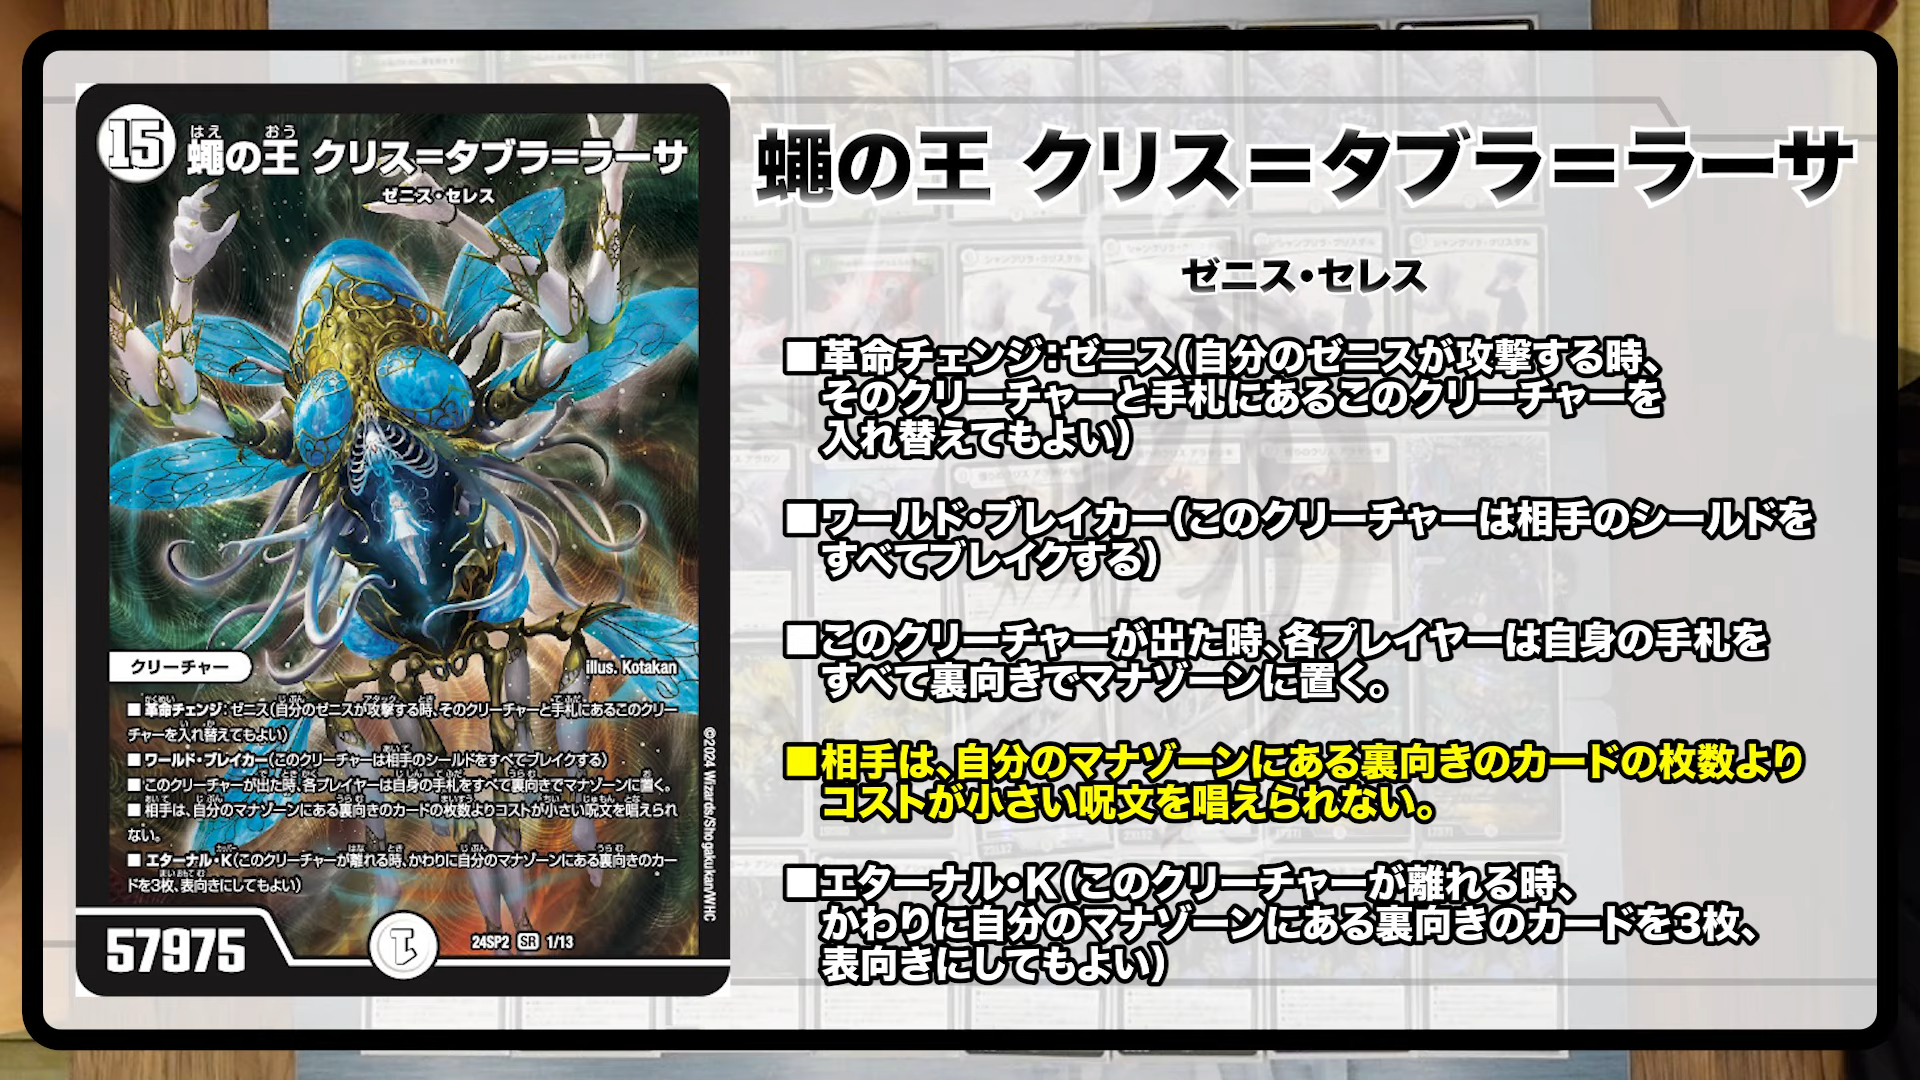 15
はえ おう
蠅の王 クリス=タブラ=ラーサ
ゼニス・セレス
クリーチャー
illus. Kotakan
■革命チェンジ:ゼニス(自分のゼニスが攻撃する時、そのクリーチャーと手札にあるこのクリー
チャーを入れ替えてもよい)
■ワールド・ブレイカー(このクリーチャーは相手のシールドをすべてブレイクする)
■このクリーチャーが出た時、各プレイヤーは自身の手札をすべて裏向きでマナゾーンに置く。
■相手は、自分のマナゾーンにある裏向きのカードの枚数よりコストが小さい呪文を唱えられ
ない。
■エターナル・K(このクリーチャーが離れる時、かわりに自分のマナゾーンにある裏向きのカー
ドを3枚、表向きにしてもよい)
57975
24SP2 SR 1/13
©2024 Wizards/Shogakukan/WHC
蠅の王 クリス=タブラ=ラーサ
ゼニス・セレス
■革命チェンジ:ゼニス(自分のゼニスが攻撃する時、
そのクリーチャーと手札にあるこのクリーチャーを
入れ替えてもよい)
■ワールド・ブレイカー(このクリーチャーは相手のシールドを
すべてブレイクする)
■このクリーチャーが出た時、各プレイヤーは自身の手札を
すべて裏向きでマナゾーンに置く。
■相手は、自分のマナゾーンにある裏向きのカードの枚数より
コストが小さい呪文を唱えられない。
■エターナル・K(このクリーチャーが離れる時、
かわりに自分のマナゾーンにある裏向きのカードを3枚、
表向きにしてもよい)